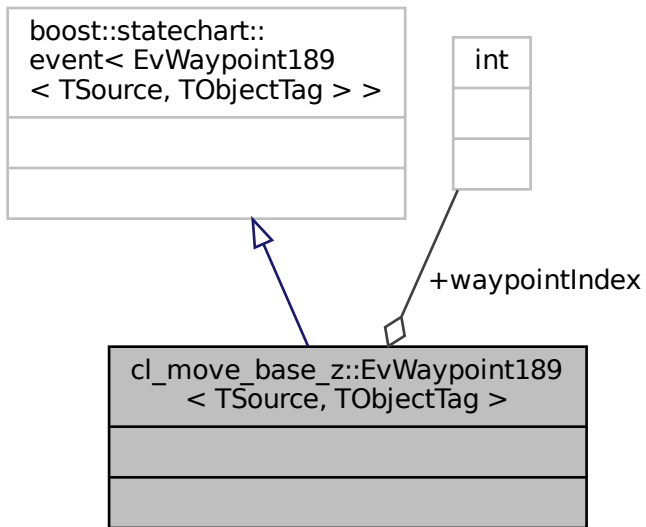 boost::statechart::
event< EvWaypoint189
< TSource, TObjectTag > >
int
+waypointIndex
cl_move_base_z::EvWaypoint189
< TSource, TObjectTag >